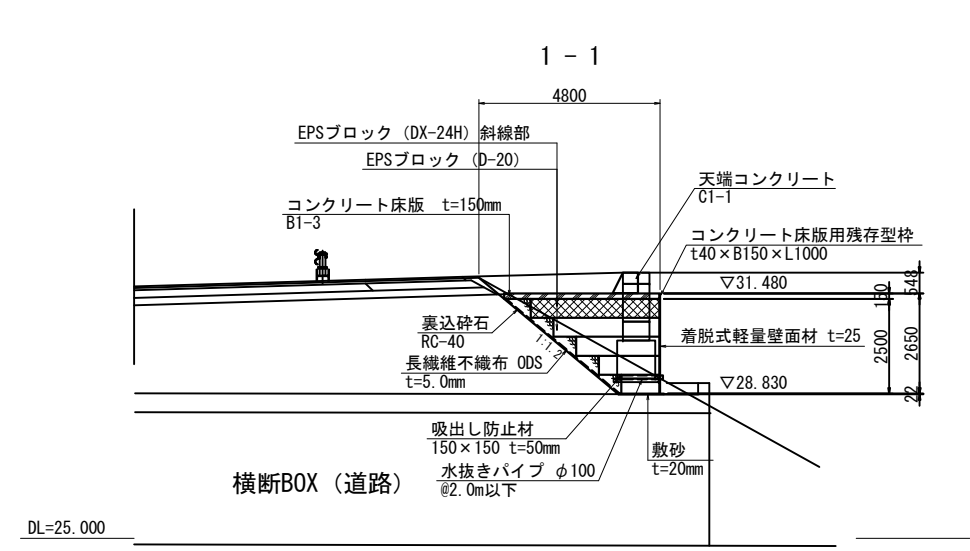 1 - 1
4800
EPSブロック (DX-24H) 斜線部
EPSブロック (D-20)
天端コンクリート
C1-1
コンクリート床版 t=150mm
B1-3
コンクリート床版用残存型枠
t40×B150×L1000
▽31.480
548
裏込砕石
RC-40
1:1.2
着脱式軽量壁面材 t=25
2500
2650
長繊維不織布 ODS
t=5.0mm
▽28.830
22
吸出し防止材
150×150 t=50mm
敷砂
t=20mm
水抜きパイプ φ100
@2.0m以下
横断BOX (道路)
DL=25.000